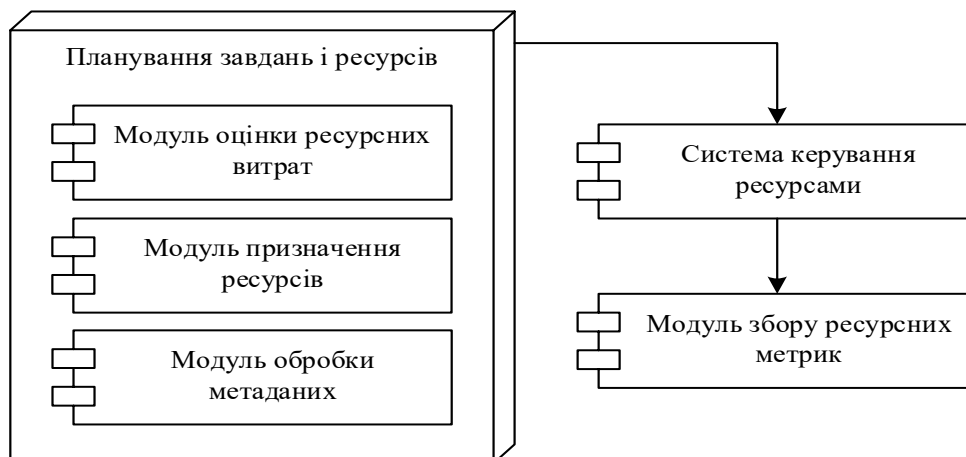 Планування завдань і ресурсів
Модуль оцінки ресурсних
витрат
Модуль призначення
ресурсів
Модуль обробки
метаданих
Система керування
ресурсами
Модуль збору ресурсних
метрик